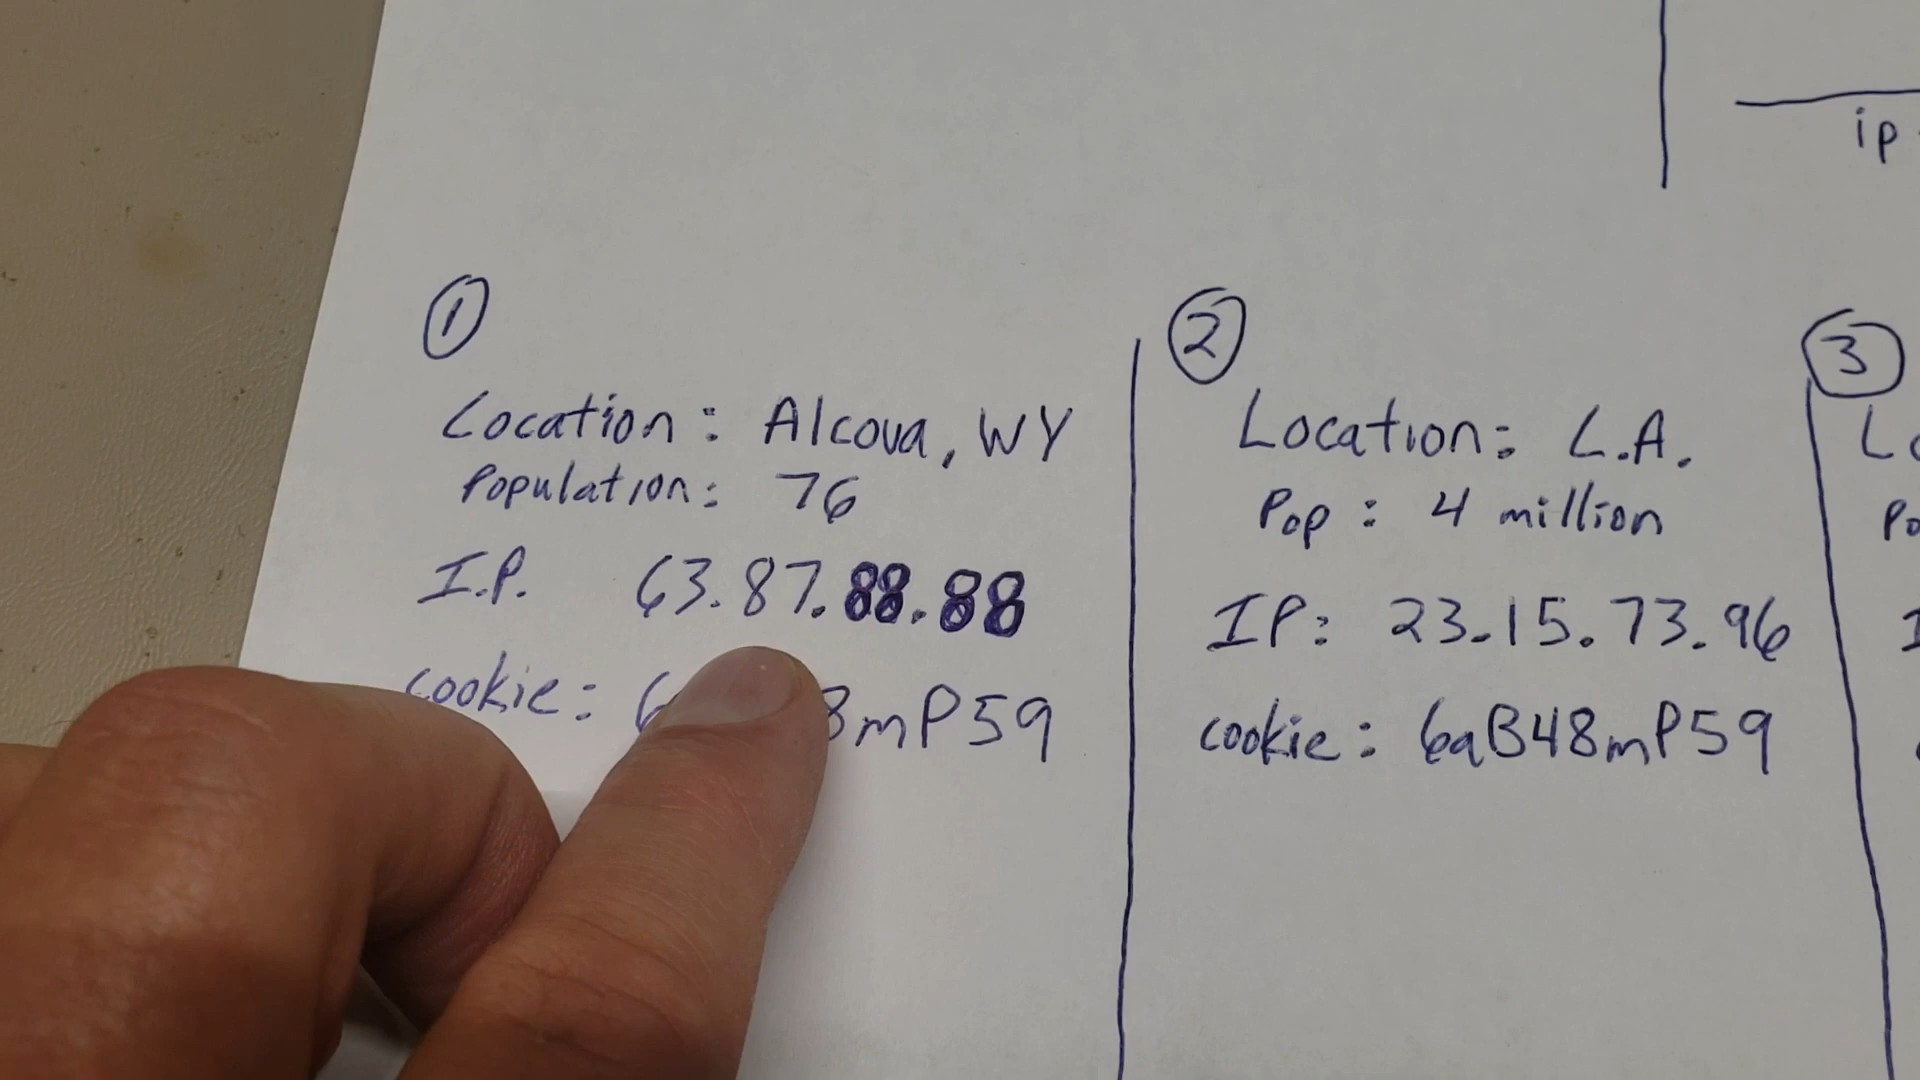 ip
①
Location: Alcova, WY
Population: 76
I.P. 63.87.88.88
cookie: 6 8mP59
②
Location: L.A.
Pop: 4 million
IP: 23.15.73.96
cookie: 6aB48mP59
③